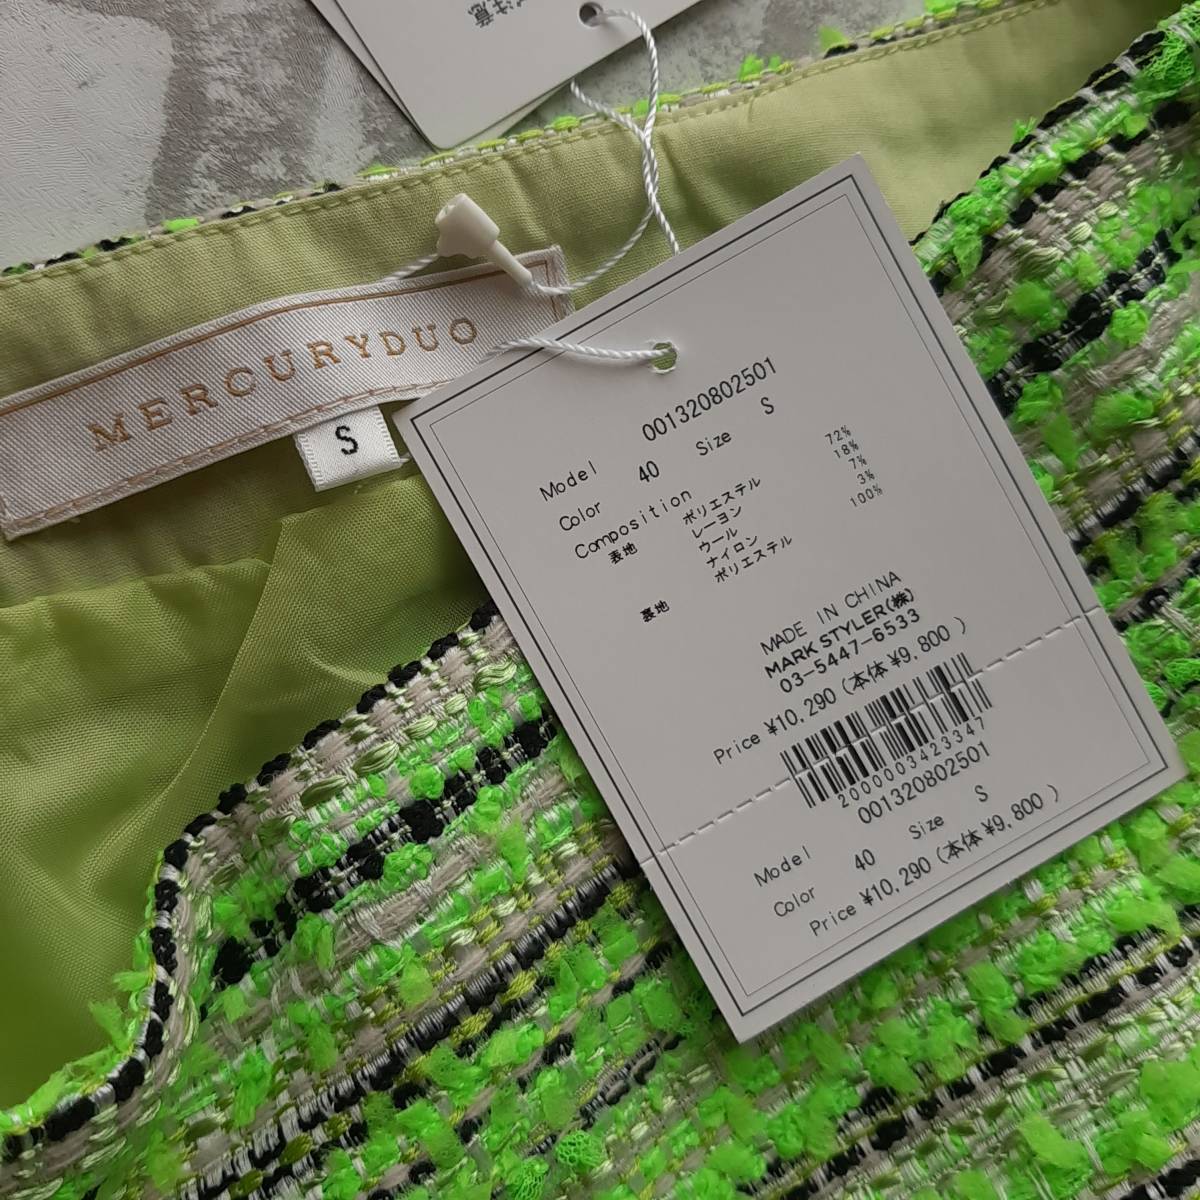 ご注意
MERCURYDUO
S
001320802501
Model
Size S
Color 40
Composition
表地 ポリエステル 72%
レーヨン 18%
ウール 7%
ナイロン 3%
裏地 ポリエステル 100%
MADE IN CHINA
MARK STYLER(株)
03-5447-6533
Price ¥10,290 (本体¥9,800 )
2000003423347
001320802501
Model
Size S
Color 40
Price ¥10,290 (本体¥9,800 )